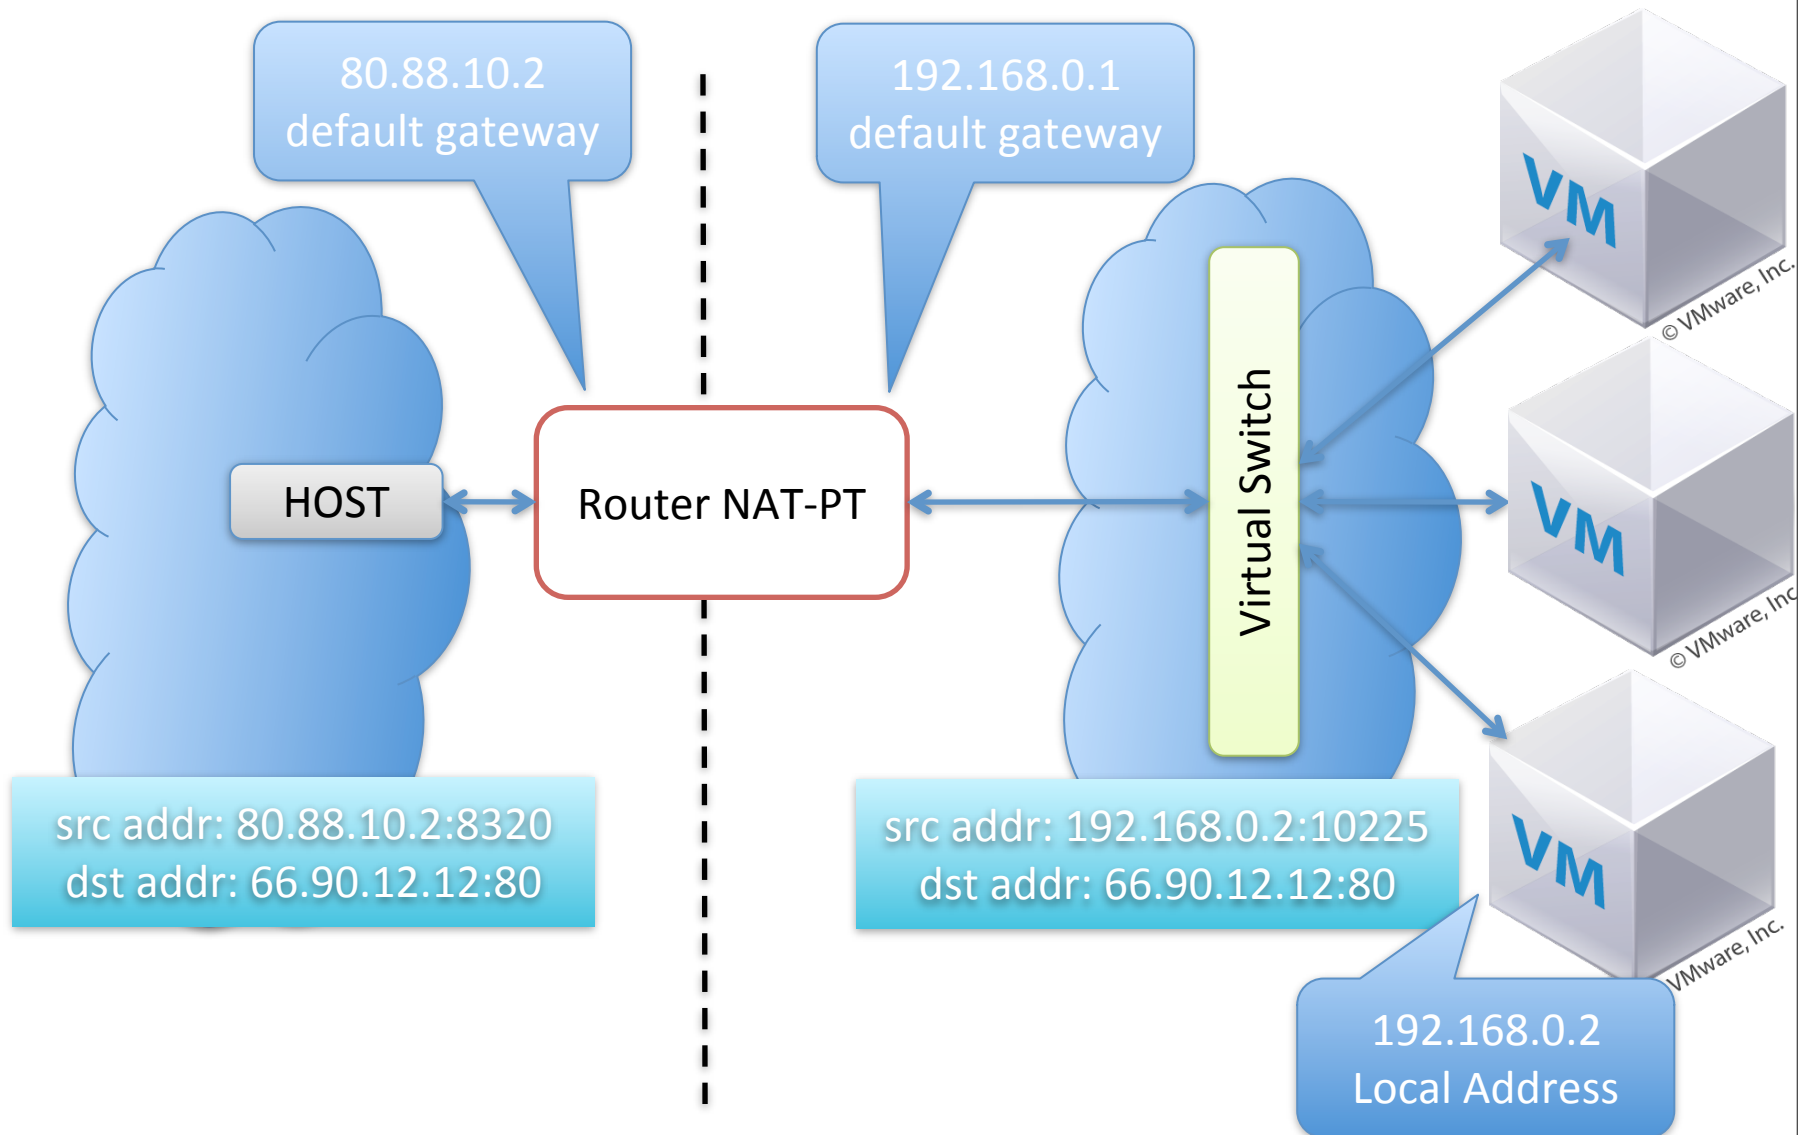 80.88.10.2
default gateway
192.168.0.1
default gateway
VM
© VMware, Inc.
HOST
Router NAT-PT
Virtual Switch
VM
© VMware, Inc
src addr: 80.88.10.2:8320
dst addr: 66.90.12.12:80
src addr: 192.168.0.2:10225
dst addr: 66.90.12.12:80
VM
VMware, Inc.
192.168.0.2
Local Address